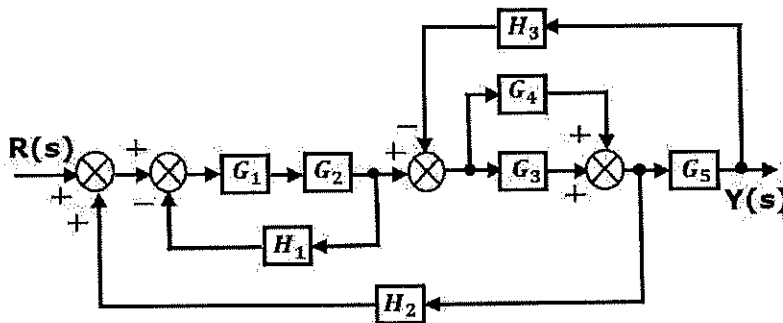 H₃
G₄
R(s) + + − + − G₁ G₂ + − G₃ + + G₅ Y(s)
+
H₁
H₂